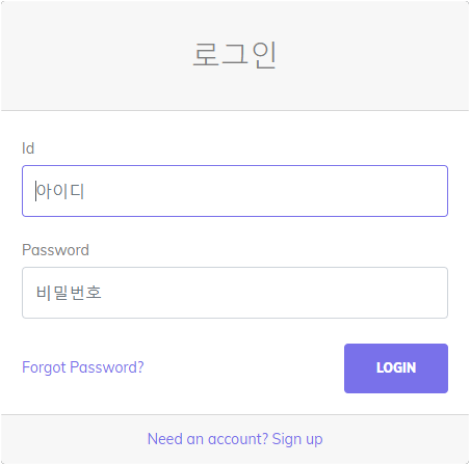 로그인
Id
아이디
Password
비밀번호
Forgot Password?
LOGIN
Need an account? Sign up